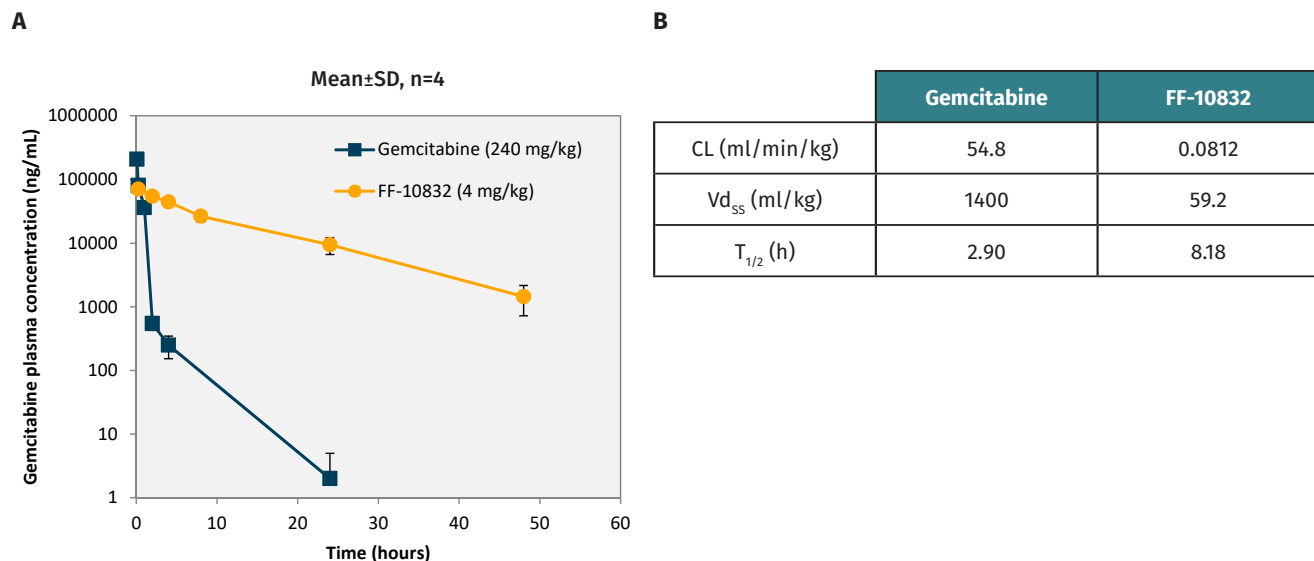 A
B
Mean±SD, n=4
Gemcitabine plasma concentration (ng/mL)
1000000
100000
10000
1000
100
10
1
Gemcitabine (240 mg/kg)
FF-10832 (4 mg/kg)
0 10 20 30 40 50 60
Time (hours)
Gemcitabine FF-10832
CL (ml/min/kg) 54.8 0.0812
Vdss (ml/kg) 1400 59.2
T1/2 (h) 2.90 8.18